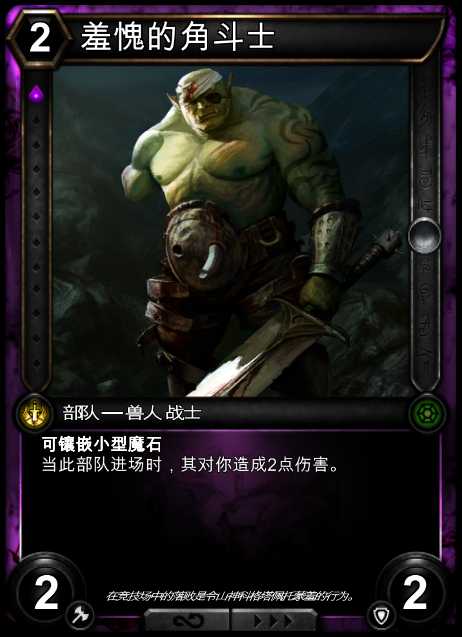 2
羞愧的角斗士
部队 — 兽人 战士
可镶嵌小型魔石
当此部队进场时，其对你造成2点伤害。
2
2